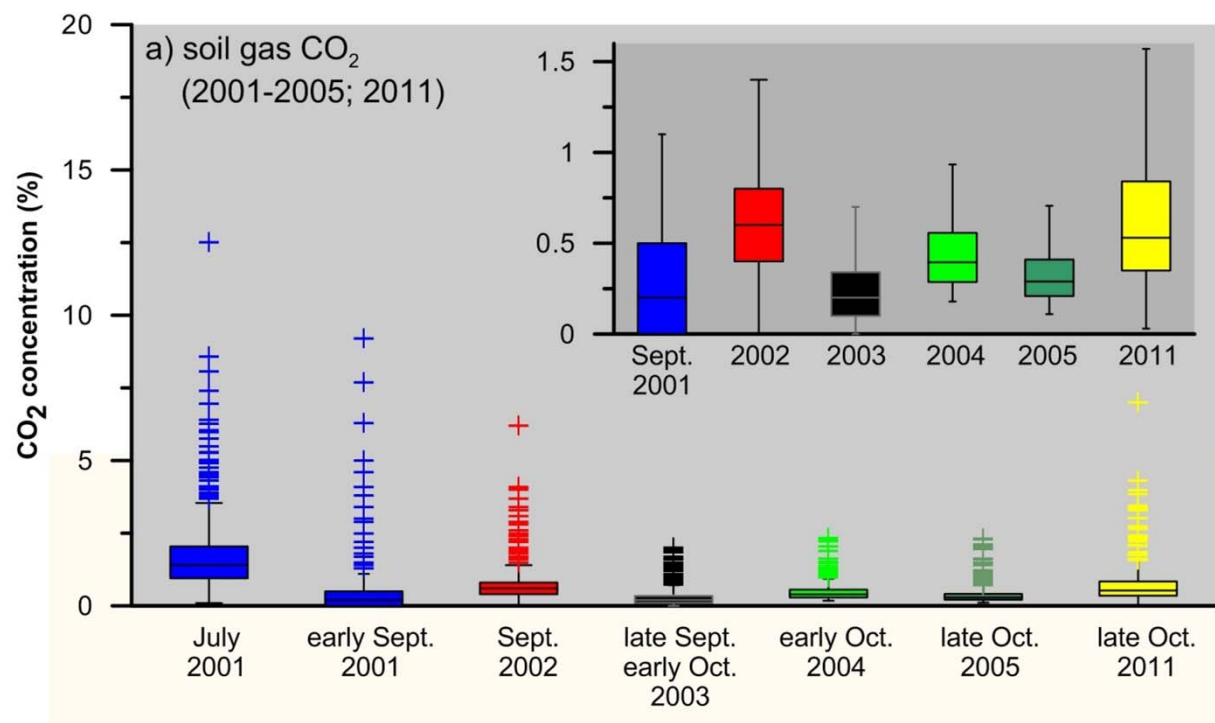 a) soil gas CO₂
(2001-2005; 2011)
CO₂ concentration (%)
20
15
10
5
0
1.5
1
0.5
0
Sept.
2001
2002
2003
2004
2005
2011
July
2001
early Sept.
2001
Sept.
2002
late Sept.
early Oct.
2003
early Oct.
2004
late Oct.
2005
late Oct.
2011